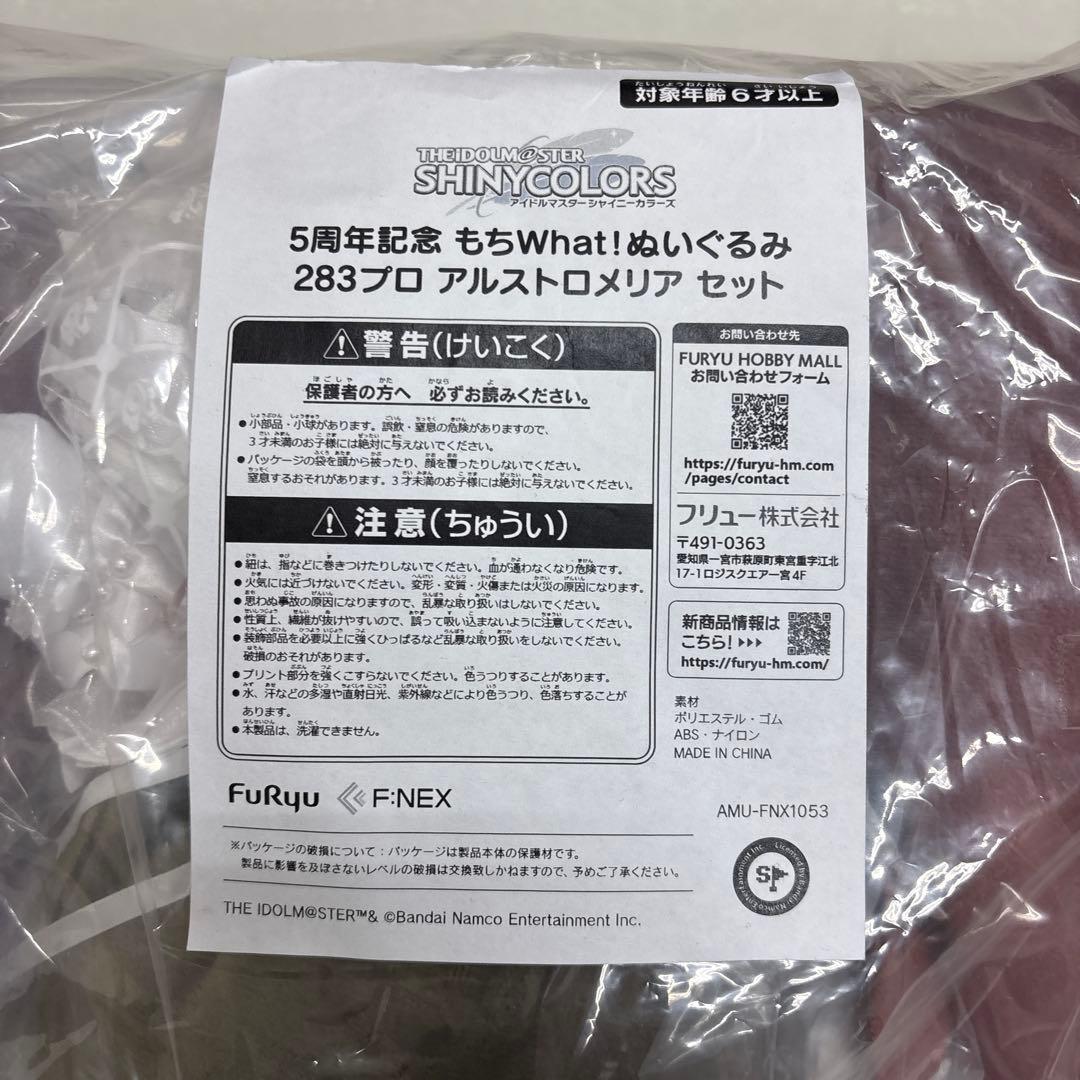 対象年齢6才以上
THE IDOLM@STER
SHINYCOLORS
アイドルマスター シャイニーカラーズ
5周年記念 もちWhat!ぬいぐるみ
283プロ アルストロメリア セット
警告(けいこく)
保護者の方へ 必ずお読みください。
●小部品・小球があります。誤飲・窒息の危険がありますので、
3才未満のお子様には絶対に与えないでください。
●パッケージの袋を頭から被ったり、顔を覆ったりしないでください。
窒息するおそれがあります。3才未満のお子様には絶対に与えないでください。
注意(ちゅうい)
●紐は、指などに巻きつけたりしないでください。血が通わなくなり危険です。
●火気には近づけないでください。変形・変質・火傷または火災の原因になります。
●思わぬ事故の原因になりますので、乱暴な取り扱いはしないでください。
●性質上、繊維が抜けやすいので、誤って吸い込まないように注意してください。
●装飾部品を必要以上に強くひっぱるなど乱暴な取り扱いをしないでください。
破損のおそれがあります。
●プリント部分を強くこすらないでください。色うつりすることがあります。
●水、汗などの多湿や直射日光、紫外線などにより色うつり、色落ちすることが
あります。
●本製品は、洗濯できません。
お問い合わせ先
FURYU HOBBY MALL
お問い合わせフォーム
https://furyu-hm.com
/pages/contact
フリュー株式会社
〒491-0363
愛知県一宮市萩原町東宮重字江北
17-1ロジスクエアー宮4F
新商品情報は
こちら!▶▶▶
https://furyu-hm.com/
素材
ポリエステル・ゴム
ABS・ナイロン
MADE IN CHINA
FuRyu F:NEX
AMU-FNX1053
※パッケージの破損について：パッケージは製品本体の保護材です。
製品に影響を及ぼさないレベルの破損は交換致しかねますので、予めご了承ください。
Licensed by Bandai Namco Entertainment Inc.
THE IDOLM@STER™& ©Bandai Namco Entertainment Inc.